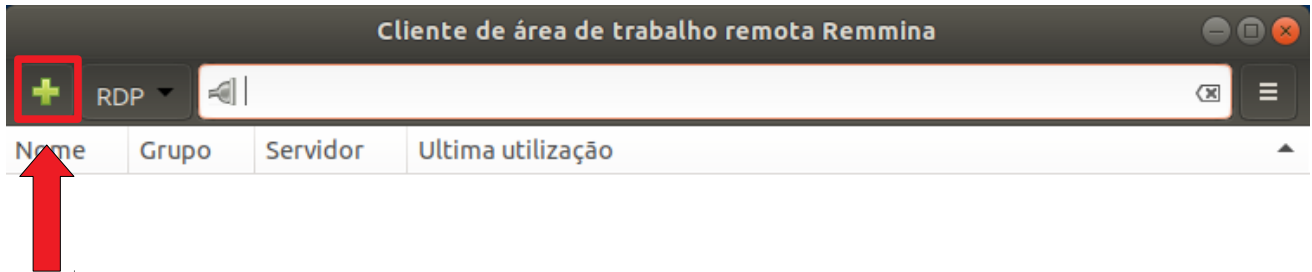 Cliente de área de trabalho remota Remmina
RDP
Nome Grupo Servidor Ultima utilização